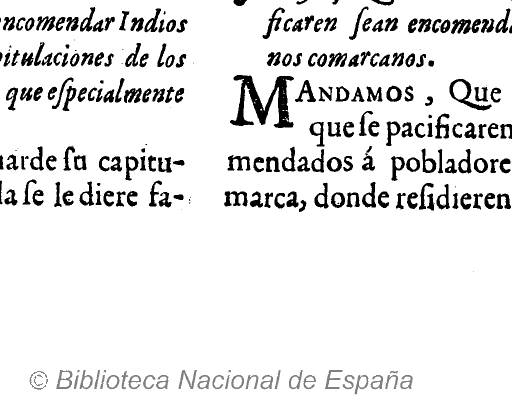 encomendar Indios
pitulaciones de los
que eſpecialmente
uarde ſu capitu-
la ſe le diere fa-
ficaren ſean encomend
nos comarcanos.
MANDAMOS , Que
que ſe pacificaren
mendados á pobladore
marca, donde reſidieren
© Biblioteca Nacional de España